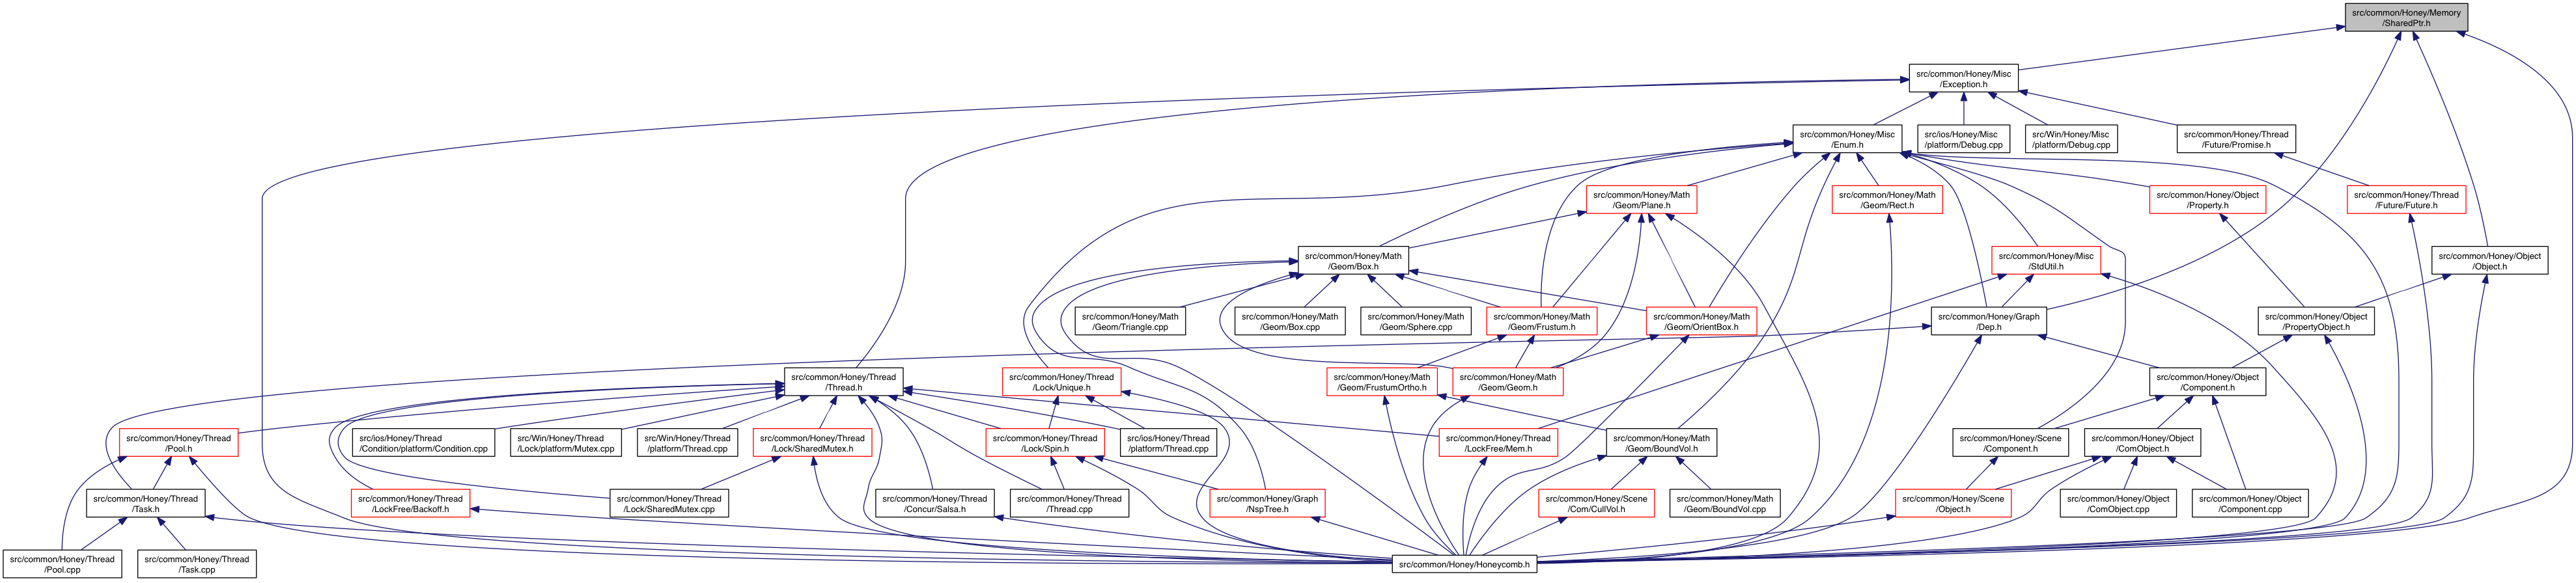 src/common/Honey/Memory
/SharedPtr.h
src/common/Honey/Misc
/Exception.h
src/common/Honey/Misc
/Enum.h
src/ios/Honey/Misc
/platform/Debug.cpp
src/Win/Honey/Misc
/platform/Debug.cpp
src/common/Honey/Thread
/Future/Promise.h
src/common/Honey/Math
/Geom/Plane.h
src/common/Honey/Math
/Geom/Rect.h
src/common/Honey/Object
/Property.h
src/common/Honey/Thread
/Future/Future.h
src/common/Honey/Math
/Geom/Box.h
src/common/Honey/Misc
/StdUtil.h
src/common/Honey/Object
/Object.h
src/common/Honey/Math
/Geom/Triangle.cpp
src/common/Honey/Math
/Geom/Box.cpp
src/common/Honey/Math
/Geom/Sphere.cpp
src/common/Honey/Math
/Geom/Frustum.h
src/common/Honey/Math
/Geom/OrientBox.h
src/common/Honey/Graph
/Dep.h
src/common/Honey/Object
/PropertyObject.h
src/common/Honey/Thread
/Thread.h
src/common/Honey/Thread
/Lock/Unique.h
src/common/Honey/Math
/Geom/FrustumOrtho.h
src/common/Honey/Math
/Geom/Geom.h
src/common/Honey/Object
/Component.h
src/common/Honey/Thread
/Pool.h
src/ios/Honey/Thread
/Condition/platform/Condition.cpp
src/Win/Honey/Thread
/Lock/platform/Mutex.cpp
src/Win/Honey/Thread
/platform/Thread.cpp
src/common/Honey/Thread
/Lock/SharedMutex.h
src/common/Honey/Thread
/Lock/Spin.h
src/ios/Honey/Thread
/platform/Thread.cpp
src/common/Honey/Thread
/LockFree/Mem.h
src/common/Honey/Math
/Geom/BoundVol.h
src/common/Honey/Scene
/Component.h
src/common/Honey/Object
/ComObject.h
src/common/Honey/Thread
/Task.h
src/common/Honey/Thread
/LockFree/Backoff.h
src/common/Honey/Thread
/Lock/SharedMutex.cpp
src/common/Honey/Thread
/Concur/Salsa.h
src/common/Honey/Thread
/Thread.cpp
src/common/Honey/Graph
/NspTree.h
src/common/Honey/Scene
/Com/CullVol.h
src/common/Honey/Math
/Geom/BoundVol.cpp
src/common/Honey/Scene
/Object.h
src/common/Honey/Object
/ComObject.cpp
src/common/Honey/Object
/Component.cpp
src/common/Honey/Thread
/Pool.cpp
src/common/Honey/Thread
/Task.cpp
src/common/Honey/Honeycomb.h